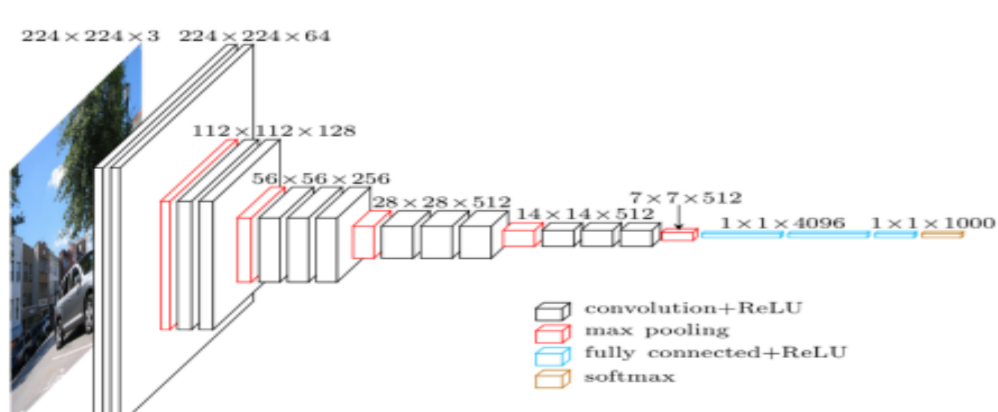 224×224×3
224×224×64
112×112×128
56×56×256
28×28×512
14×14×512
7×7×512
1×1×4096
1×1×1000
convolution+ReLU
max pooling
fully connected+ReLU
softmax